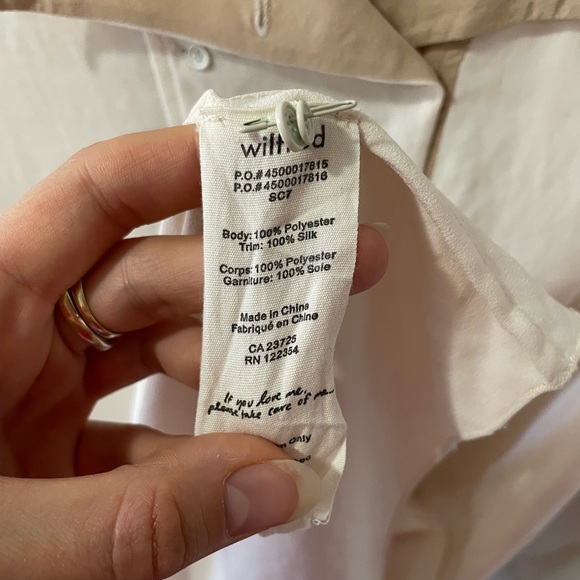 P.O.#4500017815
P.O.#4500017816
SC7
Body: 100% Polyester
Trim: 100% Silk
Corps: 100% Polyester
Garniture: 100% Soie
Made in China
Fabriqué en Chine
CA 23725
RN 122354
If you love me,
please take care of me...
Only